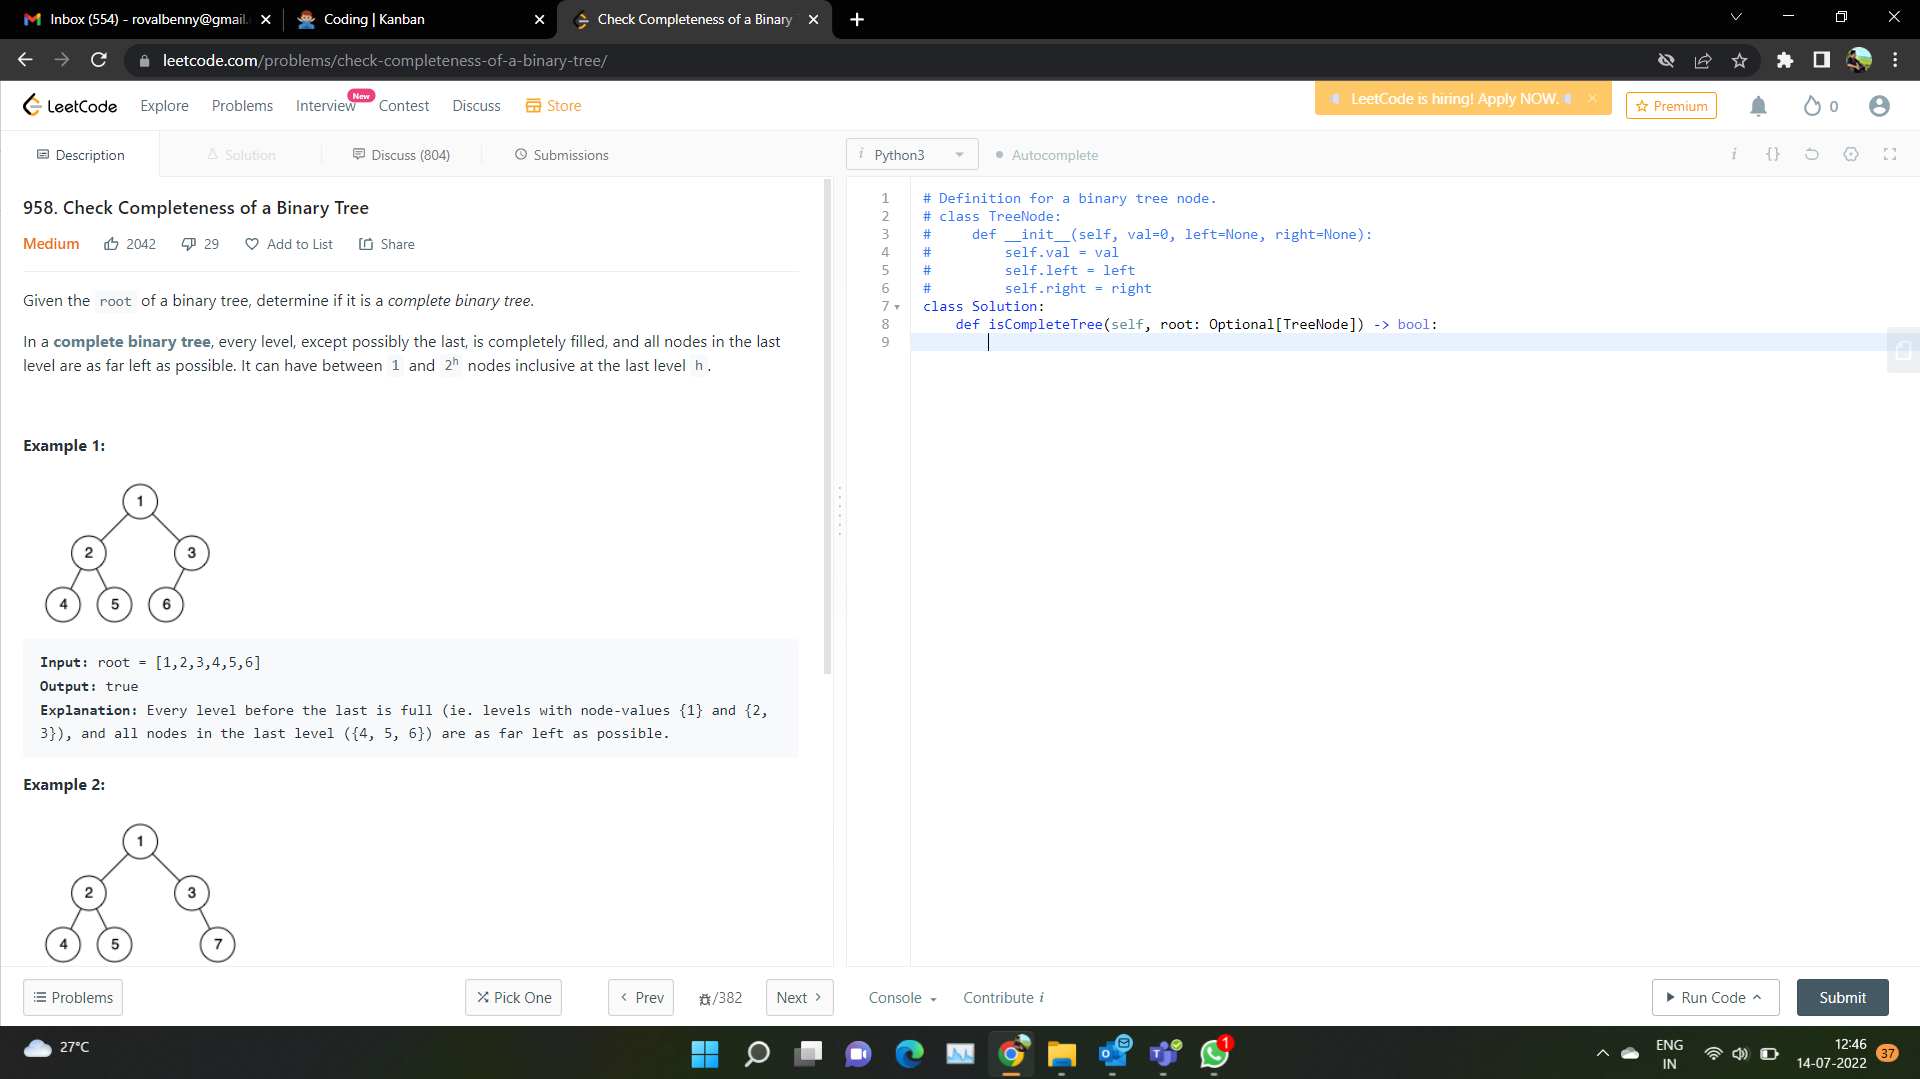 Inbox (554) - rovalbenny@gmail.
Coding | Kanban
Check Completeness of a Binary
leetcode.com/problems/check-completeness-of-a-binary-tree/
LeetCode
Explore
Problems
Interview
New
Contest
Discuss
Store
LeetCode is hiring! Apply NOW.
Premium
0
Description
Solution
Discuss (804)
Submissions
i Python3
Autocomplete
i {}
958. Check Completeness of a Binary Tree
Medium
2042
29
Add to List
Share
Given the root of a binary tree, determine if it is a complete binary tree.
In a complete binary tree, every level, except possibly the last, is completely filled, and all nodes in the last
level are as far left as possible. It can have between 1 and 2h nodes inclusive at the last level h.
Example 1:
1
2 3
4 5 6
Input: root = [1,2,3,4,5,6]
Output: true
Explanation: Every level before the last is full (ie. levels with node-values {1} and {2,
3}), and all nodes in the last level ({4, 5, 6}) are as far left as possible.
Example 2:
1
2 3
4 5 7
1 # Definition for a binary tree node.
2 # class TreeNode:
3 #     def __init__(self, val=0, left=None, right=None):
4 #         self.val = val
5 #         self.left = left
6 #         self.right = right
7 class Solution:
8     def isCompleteTree(self, root: Optional[TreeNode]) -> bool:
9
Problems
Pick One
Prev
/382
Next
Console
Contribute i
Run Code
Submit
27°C
1
ENG
IN
12:46
14-07-2022
37